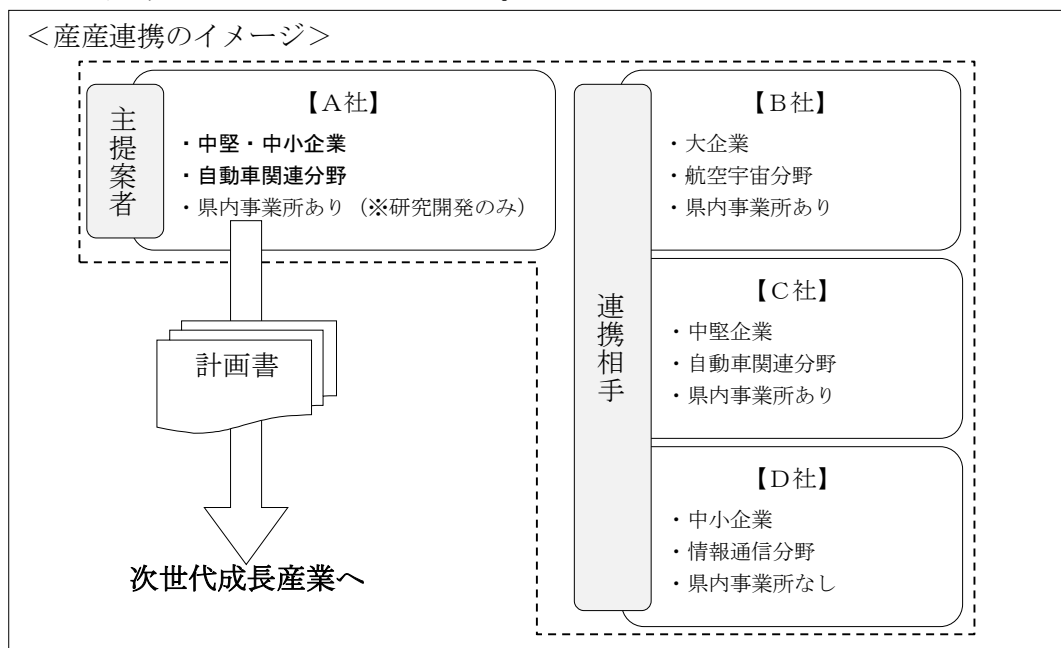 ＜産産連携のイメージ＞
主提案者
【Ａ社】
・中堅・中小企業
・自動車関連分野
・県内事業所あり（※研究開発のみ）
計画書
次世代成長産業へ
連携相手
【Ｂ社】
・大企業
・航空宇宙分野
・県内事業所あり
【Ｃ社】
・中堅企業
・自動車関連分野
・県内事業所あり
【Ｄ社】
・中小企業
・情報通信分野
・県内事業所なし